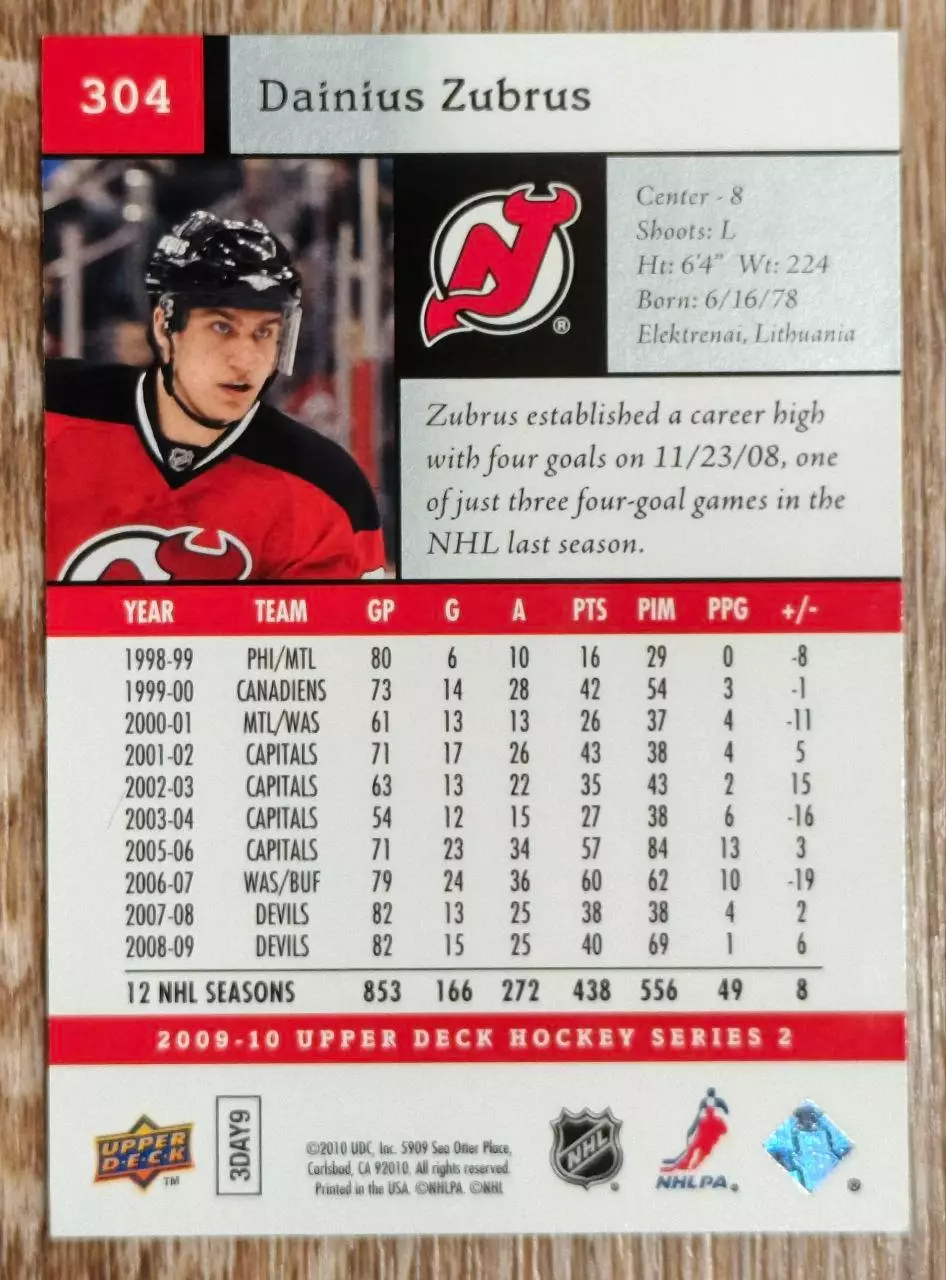 304
Dainius Zubrus
Center - 8
Shoots: L
Ht: 6'4" Wt: 224
Born: 6/16/78
Elektrenai, Lithuania
NJ ®
Zubrus established a career high
with four goals on 11/23/08, one
of just three four-goal games in the
NHL last season.
YEAR TEAM GP G A PTS PIM PPG +/-
1998-99 PHI/MTL 80 6 10 16 29 0 -8
1999-00 CANADIENS 73 14 28 42 54 3 -1
2000-01 MTL/WAS 61 13 13 26 37 4 -11
2001-02 CAPITALS 71 17 26 43 38 4 5
2002-03 CAPITALS 63 13 22 35 43 2 15
2003-04 CAPITALS 54 12 15 27 38 6 -16
2005-06 CAPITALS 71 23 34 57 84 13 3
2006-07 WAS/BUF 79 24 36 60 62 10 -19
2007-08 DEVILS 82 13 25 38 38 4 2
2008-09 DEVILS 82 15 25 40 69 1 6
12 NHL SEASONS 853 166 272 438 556 49 8
2009-10 UPPER DECK HOCKEY SERIES 2
UPPER
D·E·C·K
TM
3DAY9
©2010 UDC, Inc. 5909 Sea Otter Place,
Carlsbad, CA 92010. All rights reserved.
Printed in the USA. ©NHLPA. ©NHL
NHL
NHLPA®
®